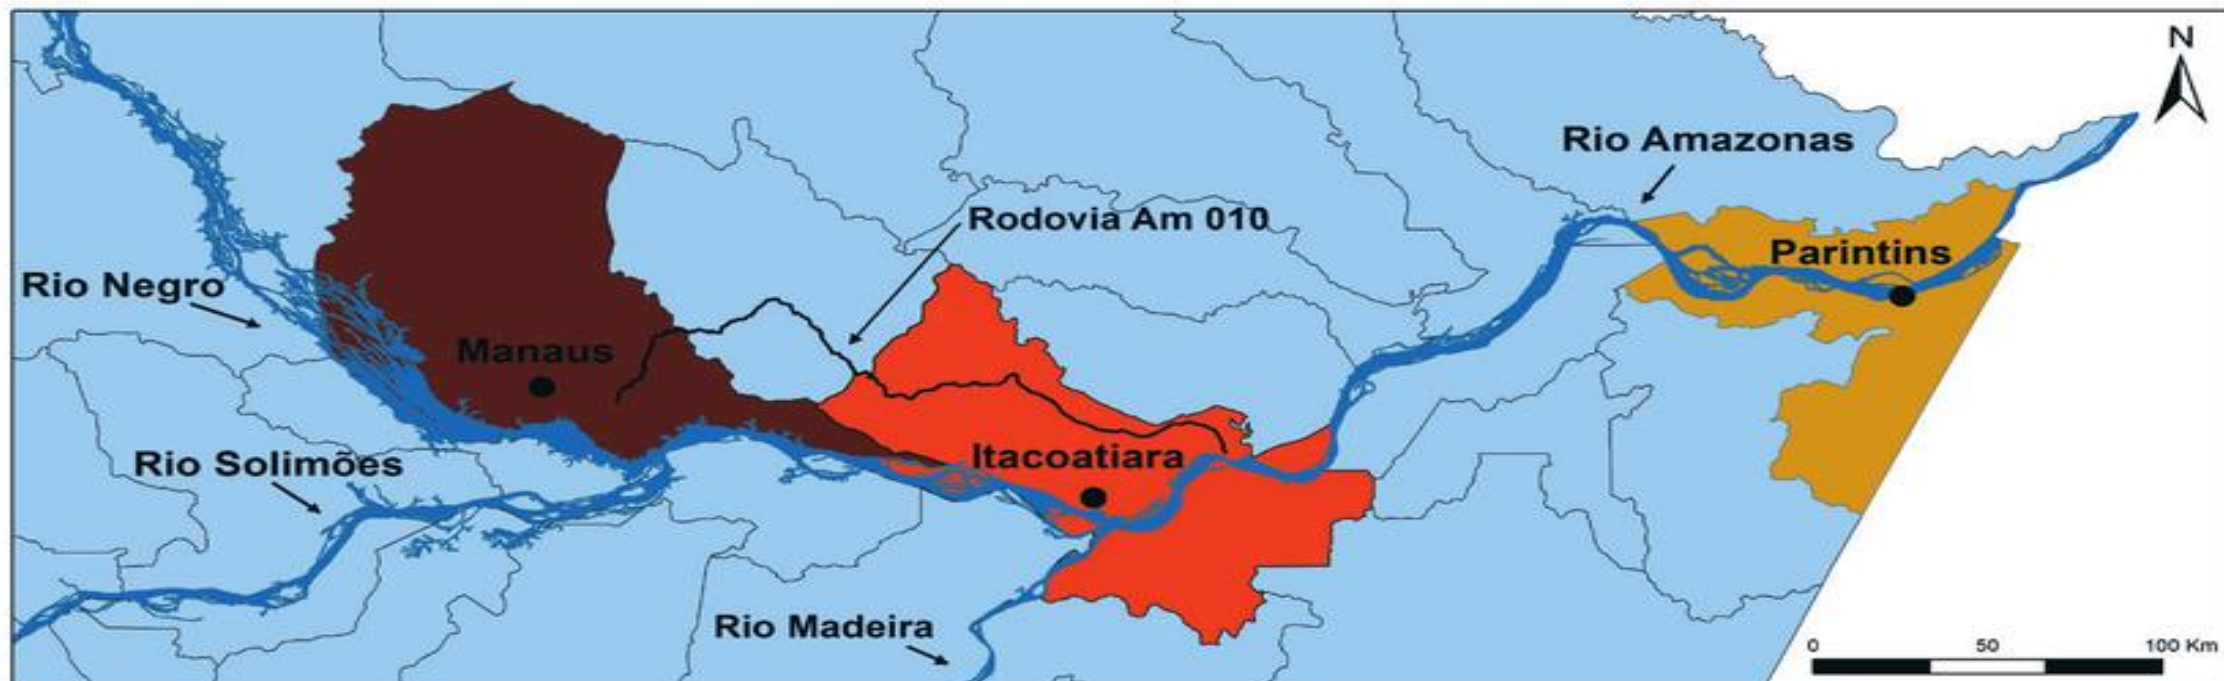 N
Rio Amazonas
Rodovia Am 010
Parintins
Rio Negro
Manaus
Itacoatiara
Rio Solimões
Rio Madeira
0 50 100 Km